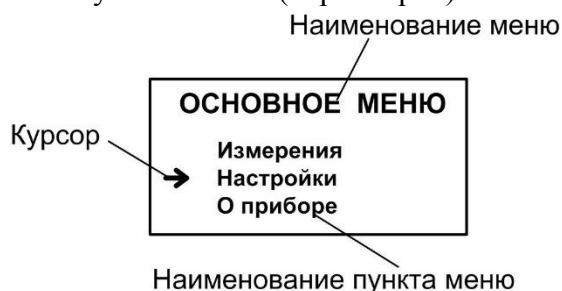 Наименование меню
ОСНОВНОЕ МЕНЮ
Курсор
Измерения
Настройки
О приборе
Наименование пункта меню